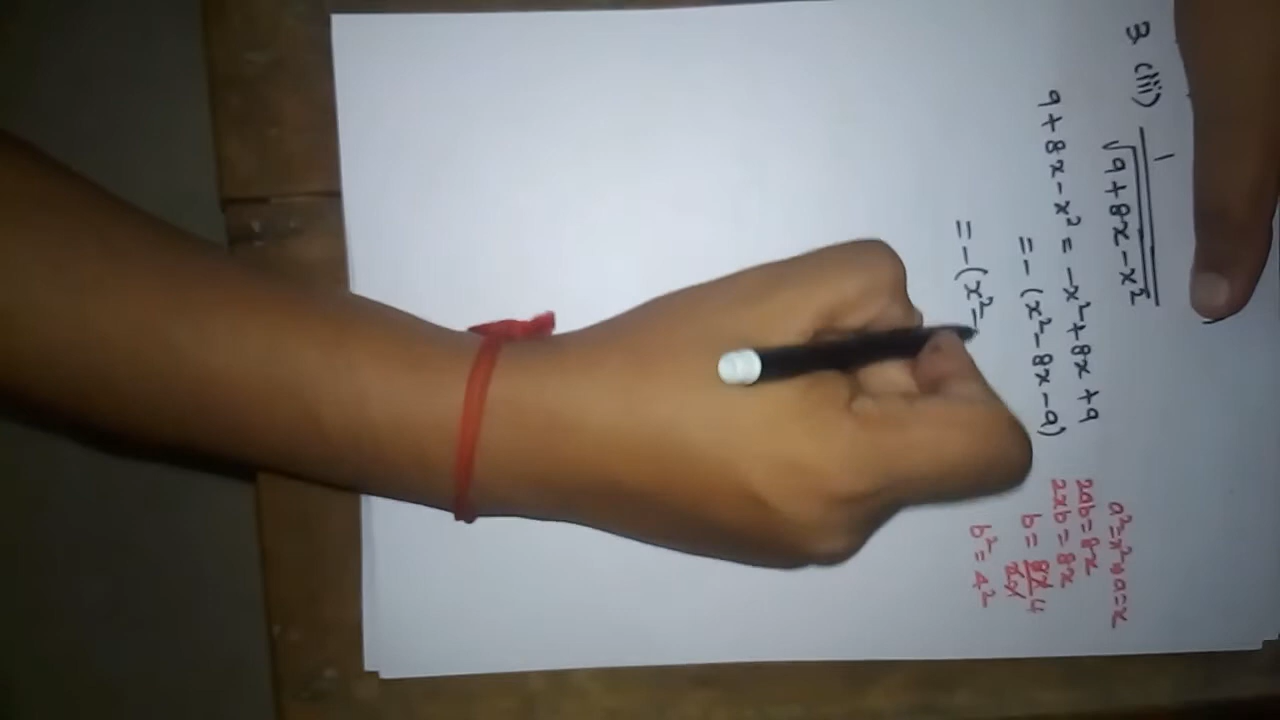 3 (iii) 1/√9+8x-x²
9+8x-x² = -x²+8x+9
= -(x²-8x-9)
= -(x²-
a²=x²⇒a=x
2ab=8x
2xb=8x
b = 8x/2x 4
b² = 4²